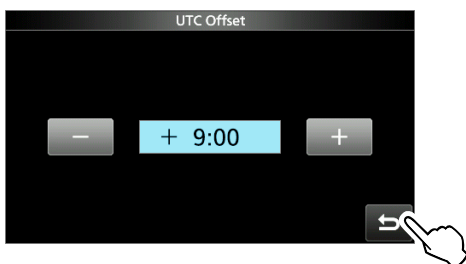 UTC Offset
− + 9:00 +